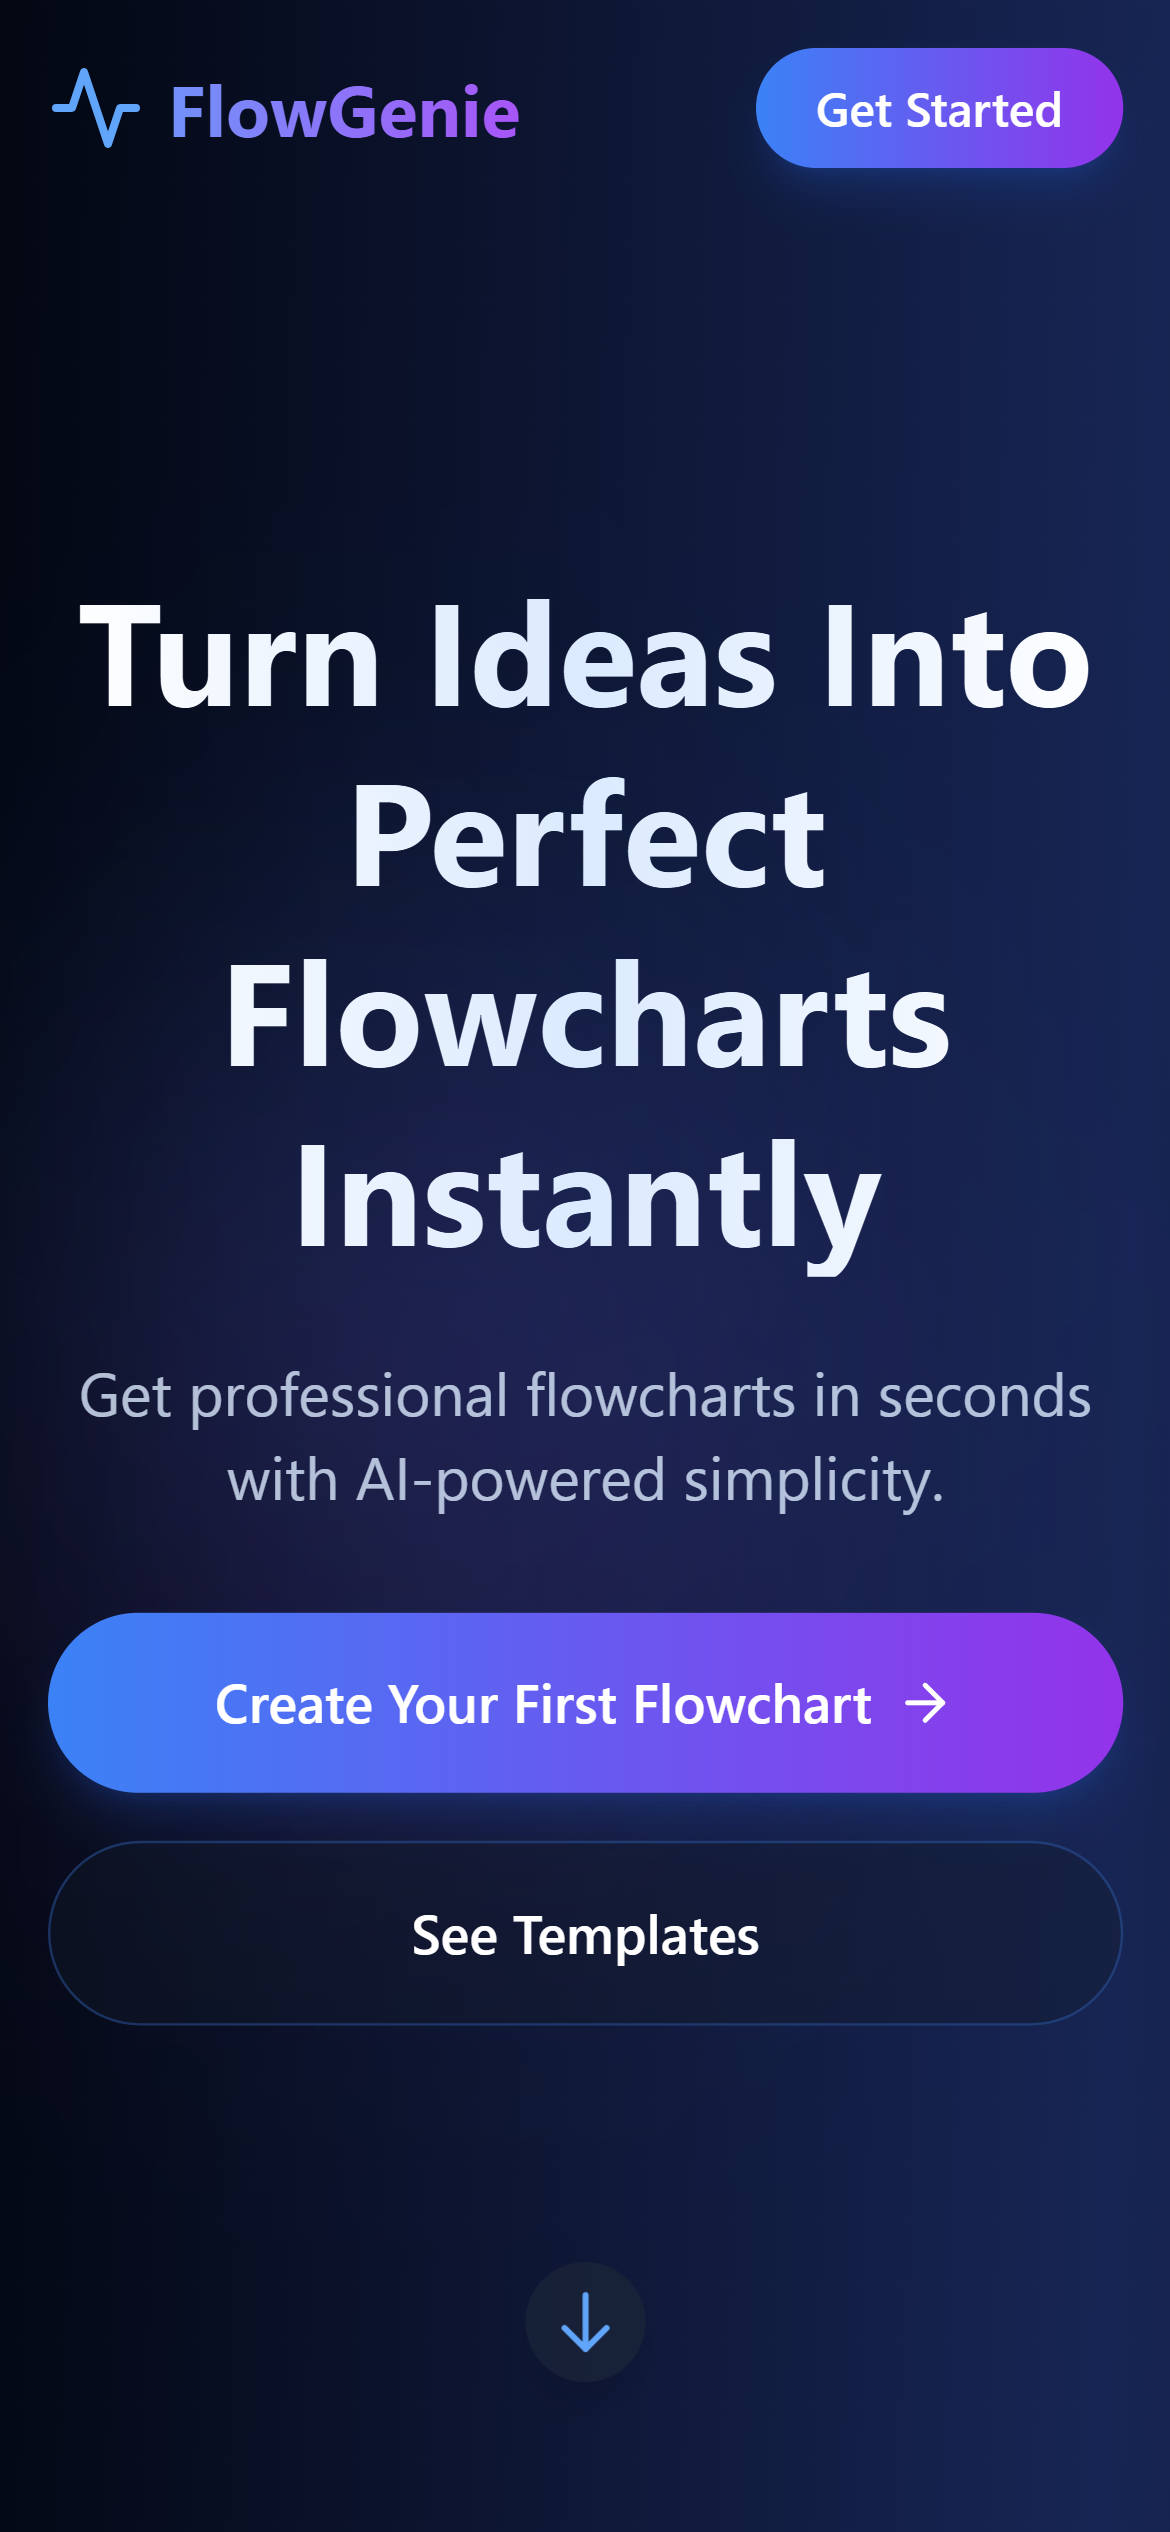 FlowGenie
Get Started
Turn Ideas Into
Perfect
Flowcharts
Instantly
Get professional flowcharts in seconds
with AI-powered simplicity.
Create Your First Flowchart
See Templates